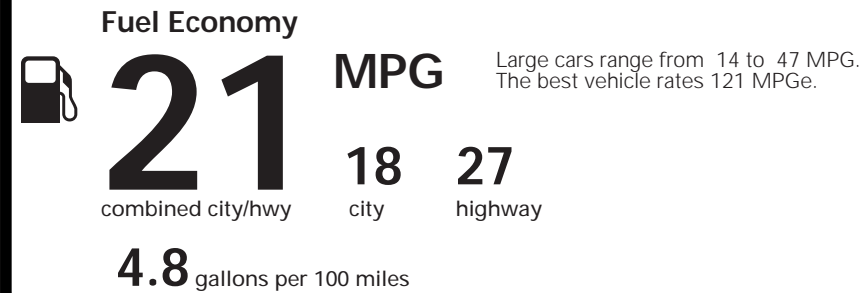 Fuel Economy
21 MPG
Large cars range from 14 to 47 MPG.
The best vehicle rates 121 MPGe.
18 27
combined city/hwy city highway
4.8 gallons per 100 miles